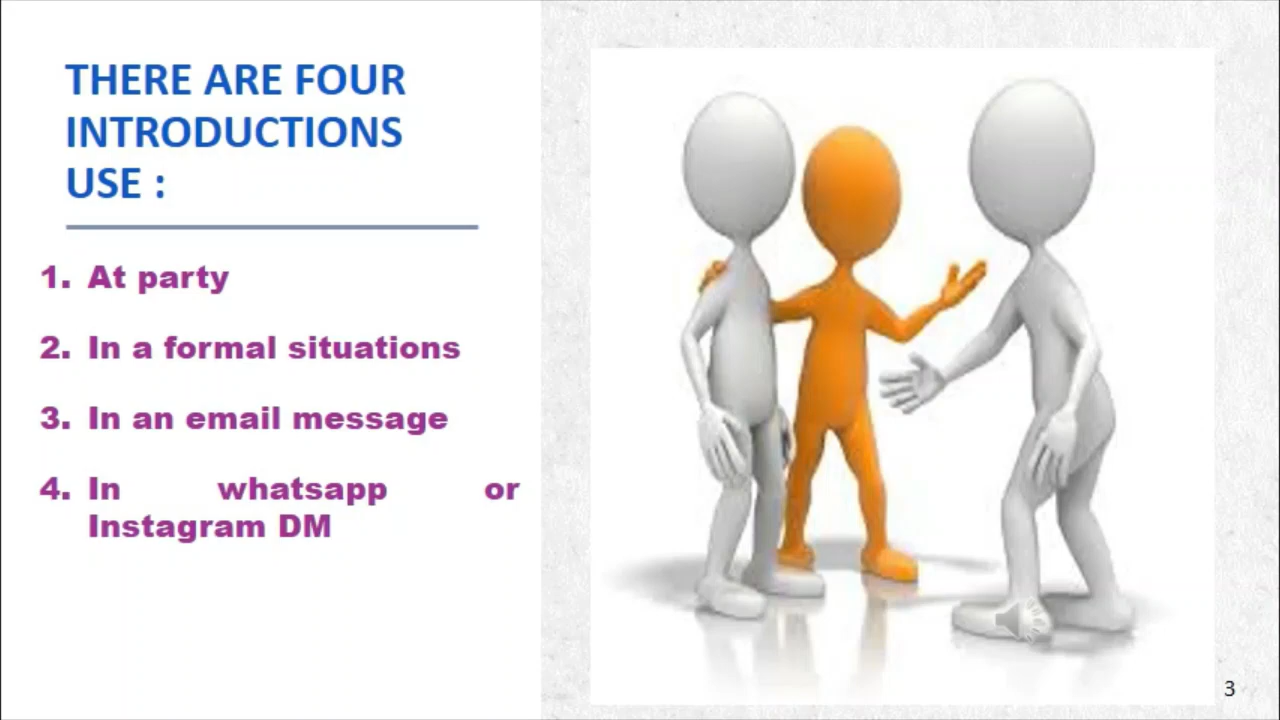 THERE ARE FOUR
INTRODUCTIONS
USE :
1. At party
2. In a formal situations
3. In an email message
4. In whatsapp or
Instagram DM
3